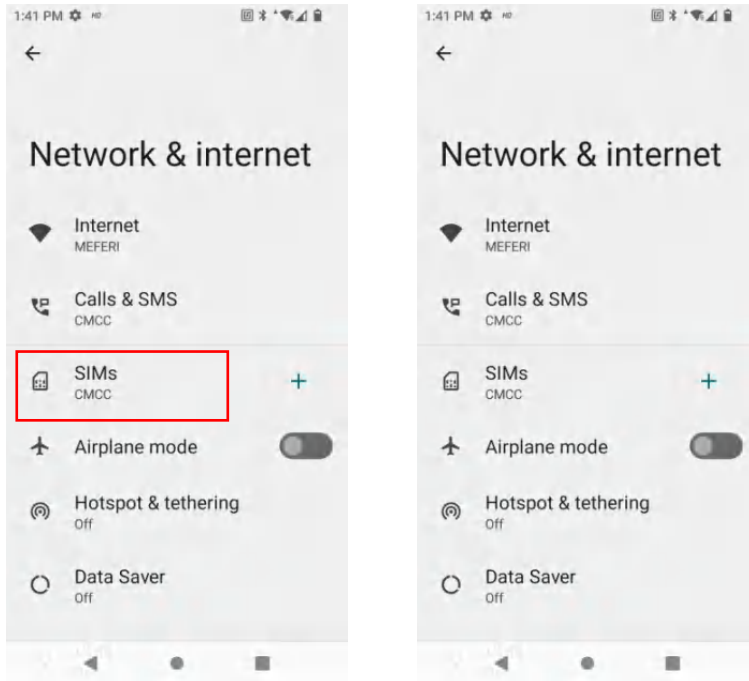 1:41 PM
Network & internet
Internet
MEFERI
Calls & SMS
CMCC
SIMs
CMCC
+
Airplane mode
Hotspot & tethering
Off
Data Saver
Off
1:41 PM
Network & internet
Internet
MEFERI
Calls & SMS
CMCC
SIMs
CMCC
+
Airplane mode
Hotspot & tethering
Off
Data Saver
Off